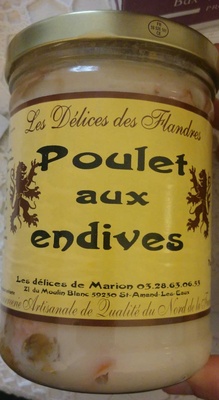 Les Délices des Flandres
Poulet
aux
endives
Les délices de Marion 03.28.63.06.53
21 du Moulin Blanc 59230 St-Amand-Les-Eaux
Artisanale de Qualité du Nord de la